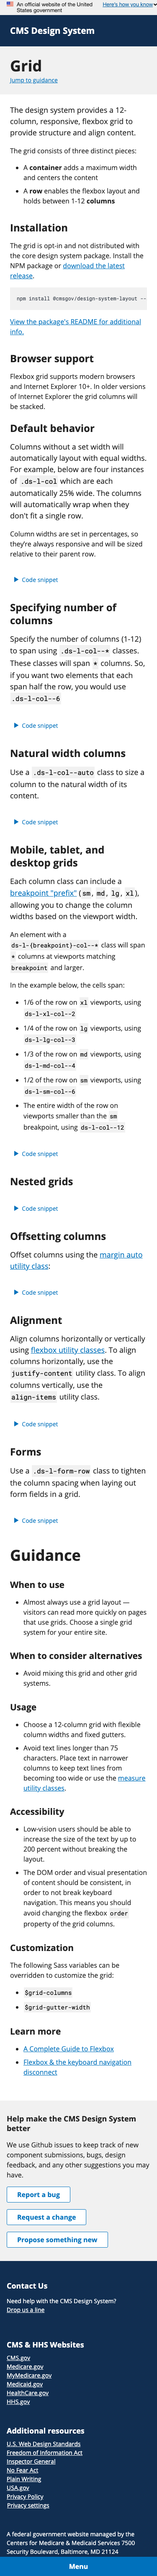 An official website of the United
States government
Here's how you know
CMS Design System
Grid
Jump to guidance
The design system provides a 12-
column, responsive, flexbox grid to
provide structure and align content.
The grid consists of three distinct pieces:
A container adds a maximum width
and centers the content
A row enables the flexbox layout and
holds between 1-12 columns
Installation
The grid is opt-in and not distributed with
the core design system package. Install the
NPM package or download the latest
release.
npm install @cmsgov/design-system-layout --
View the package's README for additional
info.
Browser support
Flexbox grid supports modern browsers
and Internet Explorer 10+. In older versions
of Internet Explorer the grid columns will
be stacked.
Default behavior
Columns without a set width will
automatically layout with equal widths.
For example, below are four instances
of .ds-l-col which are each
automatically 25% wide. The columns
will automatically wrap when they
don't fit a single row.
Column widths are set in percentages, so
they're always responsive and will be sized
relative to their parent row.
Code snippet
Specifying number of
columns
Specify the number of columns (1-12)
to span using .ds-l-col--* classes.
These classes will span * columns. So,
if you want to use elements that each
span half the row, you would use
.ds-l-col--6
Code snippet
Natural width columns
Use a .ds-l-col--auto class to size a
column to the natural width of its
content.
Code snippet
Mobile, tablet, and
desktop grids
Each column class can include a
breakpoint "prefix" (sm, md, lg, xl),
allowing you to change the column
widths based on the viewport width.
An element with a
ds-l-{breakpoint}-col--* class will span
* columns at viewports matching
breakpoint and larger.
In the example below, the cells span:
1/6 of the row on xl viewports, using
ds-l-xl-col--2
1/4 of the row on lg viewports, using
ds-l-lg-col--3
1/3 of the row on md viewports, using
ds-l-md-col--4
1/2 of the row on sm viewports, using
ds-l-sm-col--6
The entire width of the row on
viewports smaller than the sm
breakpoint, using ds-l-col--12
Code snippet
Nested grids
Code snippet
Offsetting columns
Offset columns using the margin auto
utility class:
Code snippet
Alignment
Align columns horizontally or vertically
using flexbox utility classes. To align
columns horizontally, use the
justify-content utility class. To align
columns vertically, use the
align-items utility class.
Code snippet
Forms
Use a .ds-l-form-row class to tighten
the column spacing when laying out
form fields in a grid.
Code snippet
Guidance
When to use
Almost always use a grid layout —
visitors can read more quickly on pages
that use grids. Choose a single grid
system for your entire site.
When to consider alternatives
Avoid mixing this grid and other grid
systems.
Usage
Choose a 12-column grid with flexible
column widths and fixed gutters.
Avoid text lines longer than 75
characters. Place text in narrower
columns to keep text lines from
becoming too wide or use the measure
utility classes.
Accessibility
Low-vision users should be able to
increase the size of the text by up to
200 percent without breaking the
layout.
The DOM order and visual presentation
of content should be consistent, in
order to not break keyboard
navigation. This means you should
avoid changing the flexbox order
property of the grid columns.
Customization
The following Sass variables can be
overridden to customize the grid:
$grid-columns
$grid-gutter-width
Learn more
A Complete Guide to Flexbox
Flexbox & the keyboard navigation
disconnect
Help make the CMS Design System
better
We use Github issues to keep track of new
component submissions, bugs, design
feedback, and any other suggestions you may
have.
Report a bug
Request a change
Propose something new
Contact Us
Need help with the CMS Design System?
Drop us a line
CMS & HHS Websites
CMS.gov
Medicare.gov
MyMedicare.gov
Medicaid.gov
HealthCare.gov
HHS.gov
Additional resources
U.S. Web Design Standards
Freedom of Information Act
Inspector General
No Fear Act
Plain Writing
USA.gov
Privacy Policy
Privacy settings
A federal government website managed by the
Centers for Medicare & Medicaid Services 7500
Security Boulevard, Baltimore, MD 21124
Menu